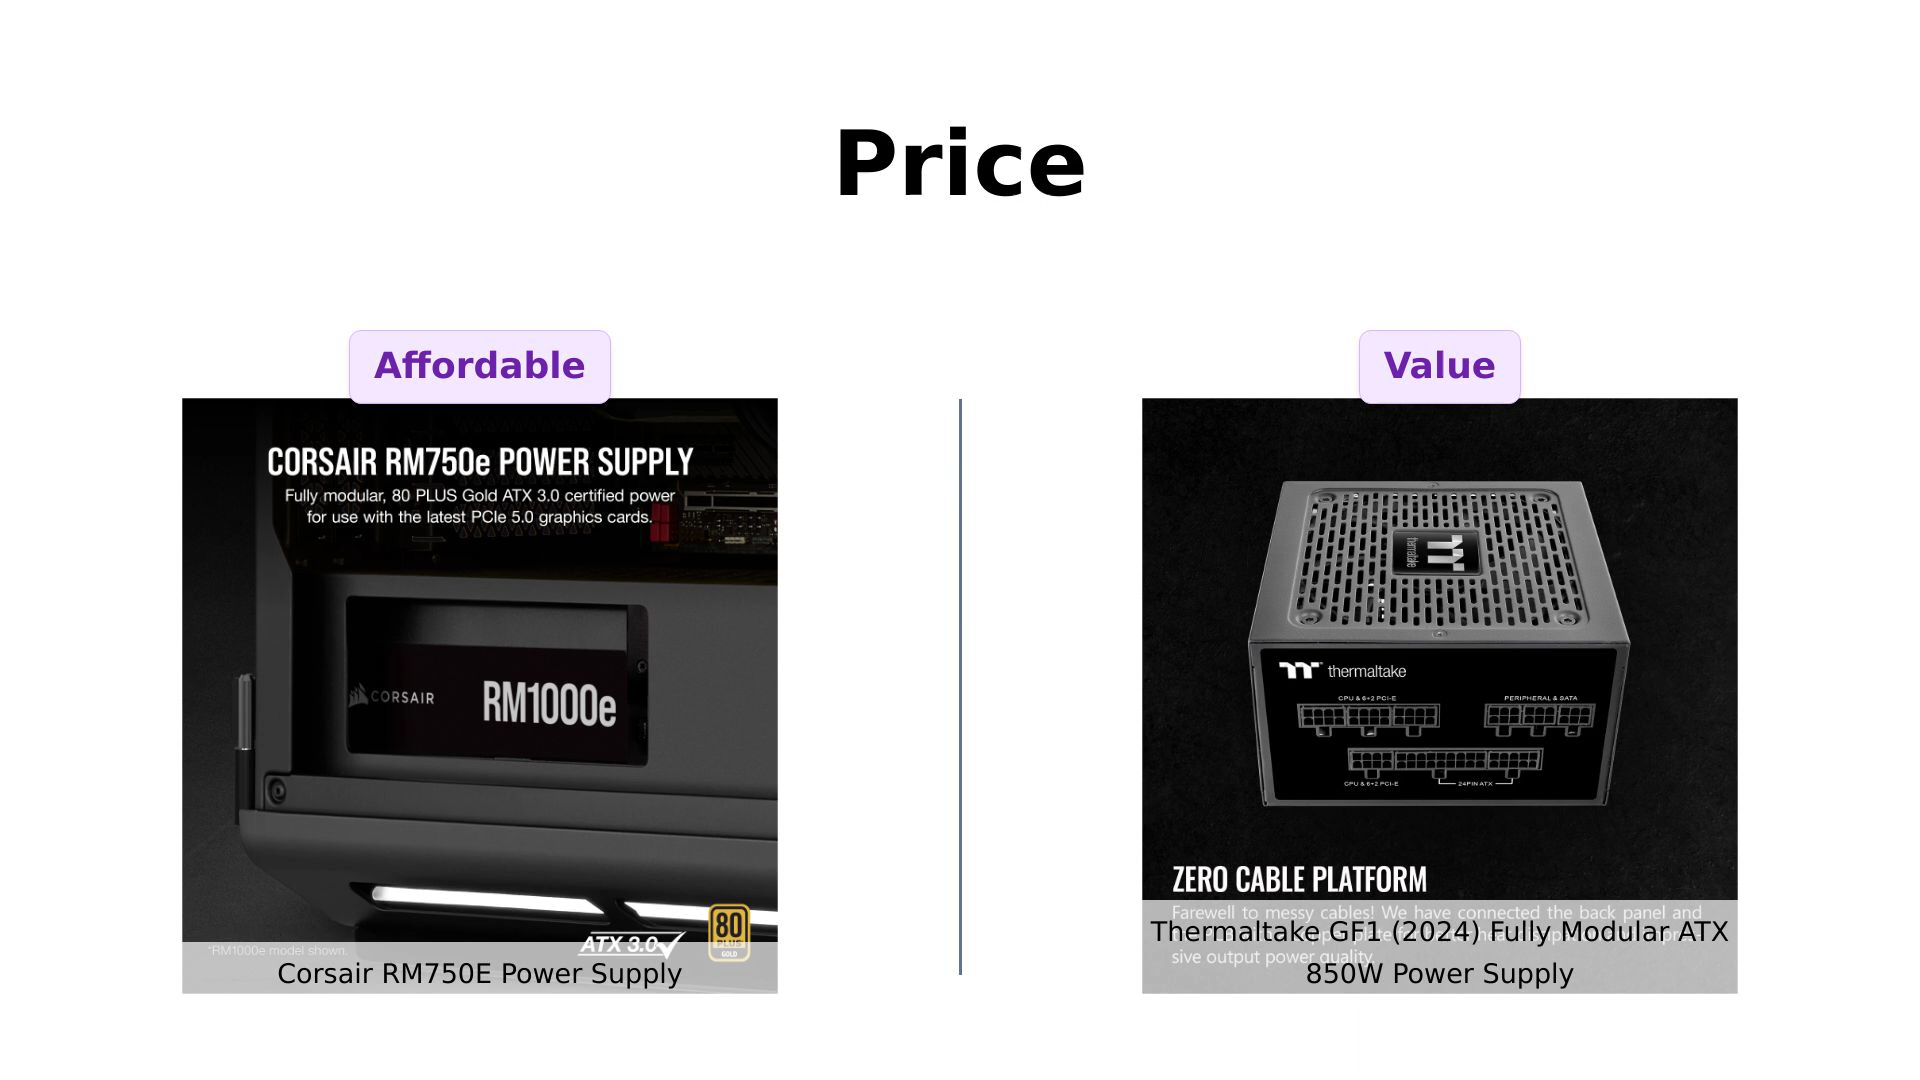 Price
Affordable
CORSAIR RM750e POWER SUPPLY
Fully modular, 80 PLUS Gold ATX 3.0 certified power
for use with the latest PCIe 5.0 graphics cards.
CORSAIR
RM1000e
80
PLUS
GOLD
ATX 3.0
*RM1000e model shown.
Corsair RM750E Power Supply
Value
thermaltake
thermaltake
CPU & 6+2 PCI-E
PERIPHERAL & SATA
CPU & 6+2 PCI-E
24PIN ATX
ZERO CABLE PLATFORM
Farewell to messy cables! We have connected the back panel and
sive output power quality.
Thermaltake GF1 (2024) Fully Modular ATX
850W Power Supply